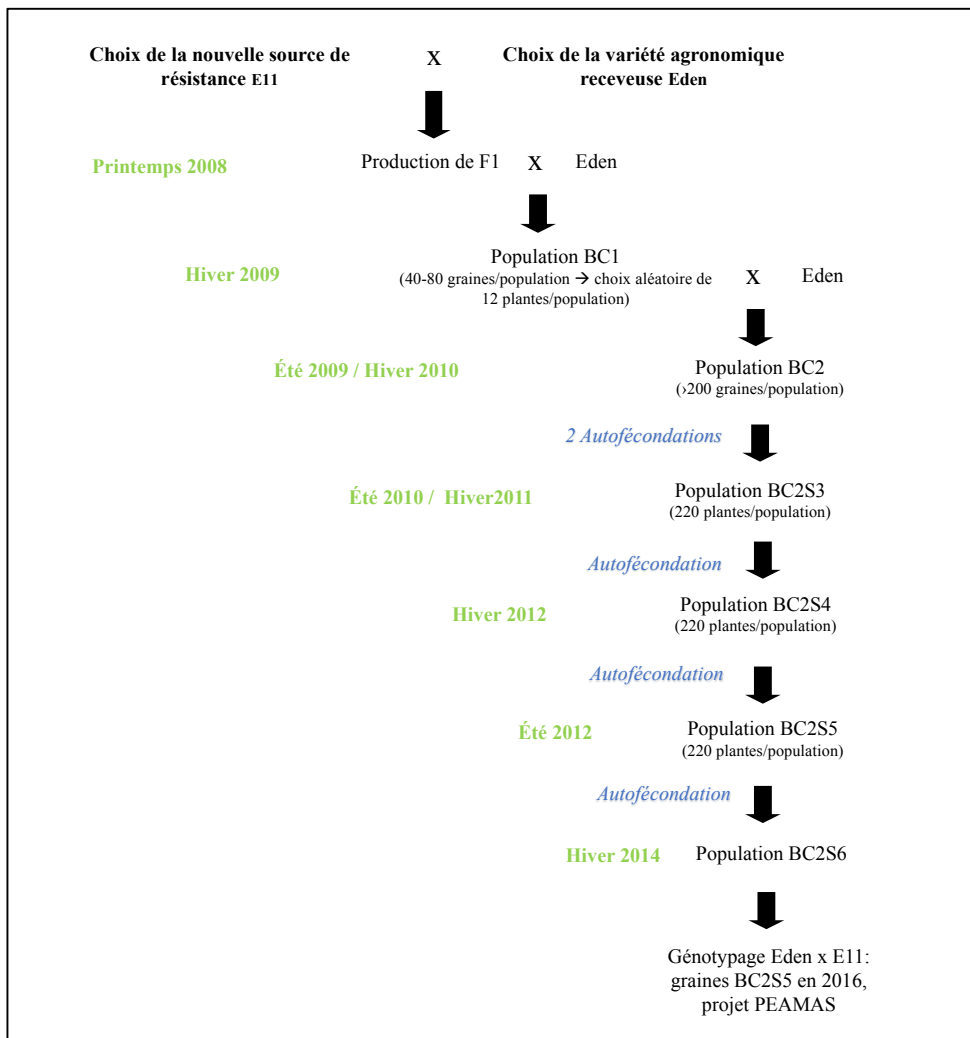 Choix de la nouvelle source de
résistance E11
X
Choix de la variété agronomique
receveuse Eden
Printemps 2008
Production de F1
X
Eden
Hiver 2009
Population BC1
(40-80 graines/population → choix aléatoire de
12 plantes/population)
X
Eden
Été 2009 / Hiver 2010
Population BC2
(›200 graines/population)
2 Autofécondations
Été 2010 / Hiver2011
Population BC2S3
(220 plantes/population)
Autofécondation
Hiver 2012
Population BC2S4
(220 plantes/population)
Autofécondation
Été 2012
Population BC2S5
(220 plantes/population)
Autofécondation
Hiver 2014
Population BC2S6
Génotypage Eden x E11:
graines BC2S5 en 2016,
projet PEAMAS